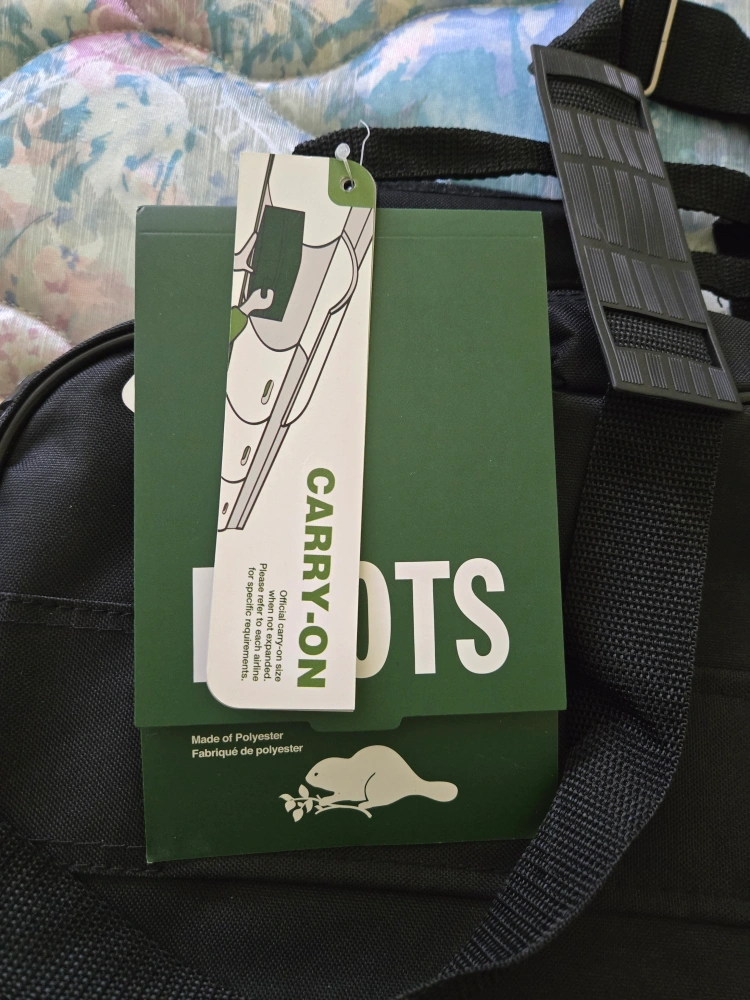 CARRY-ON
Official carry-on size
when not expanded.
Please refer to each airline
for specific requirements.
OTS
Made of Polyester
Fabriqué de polyester